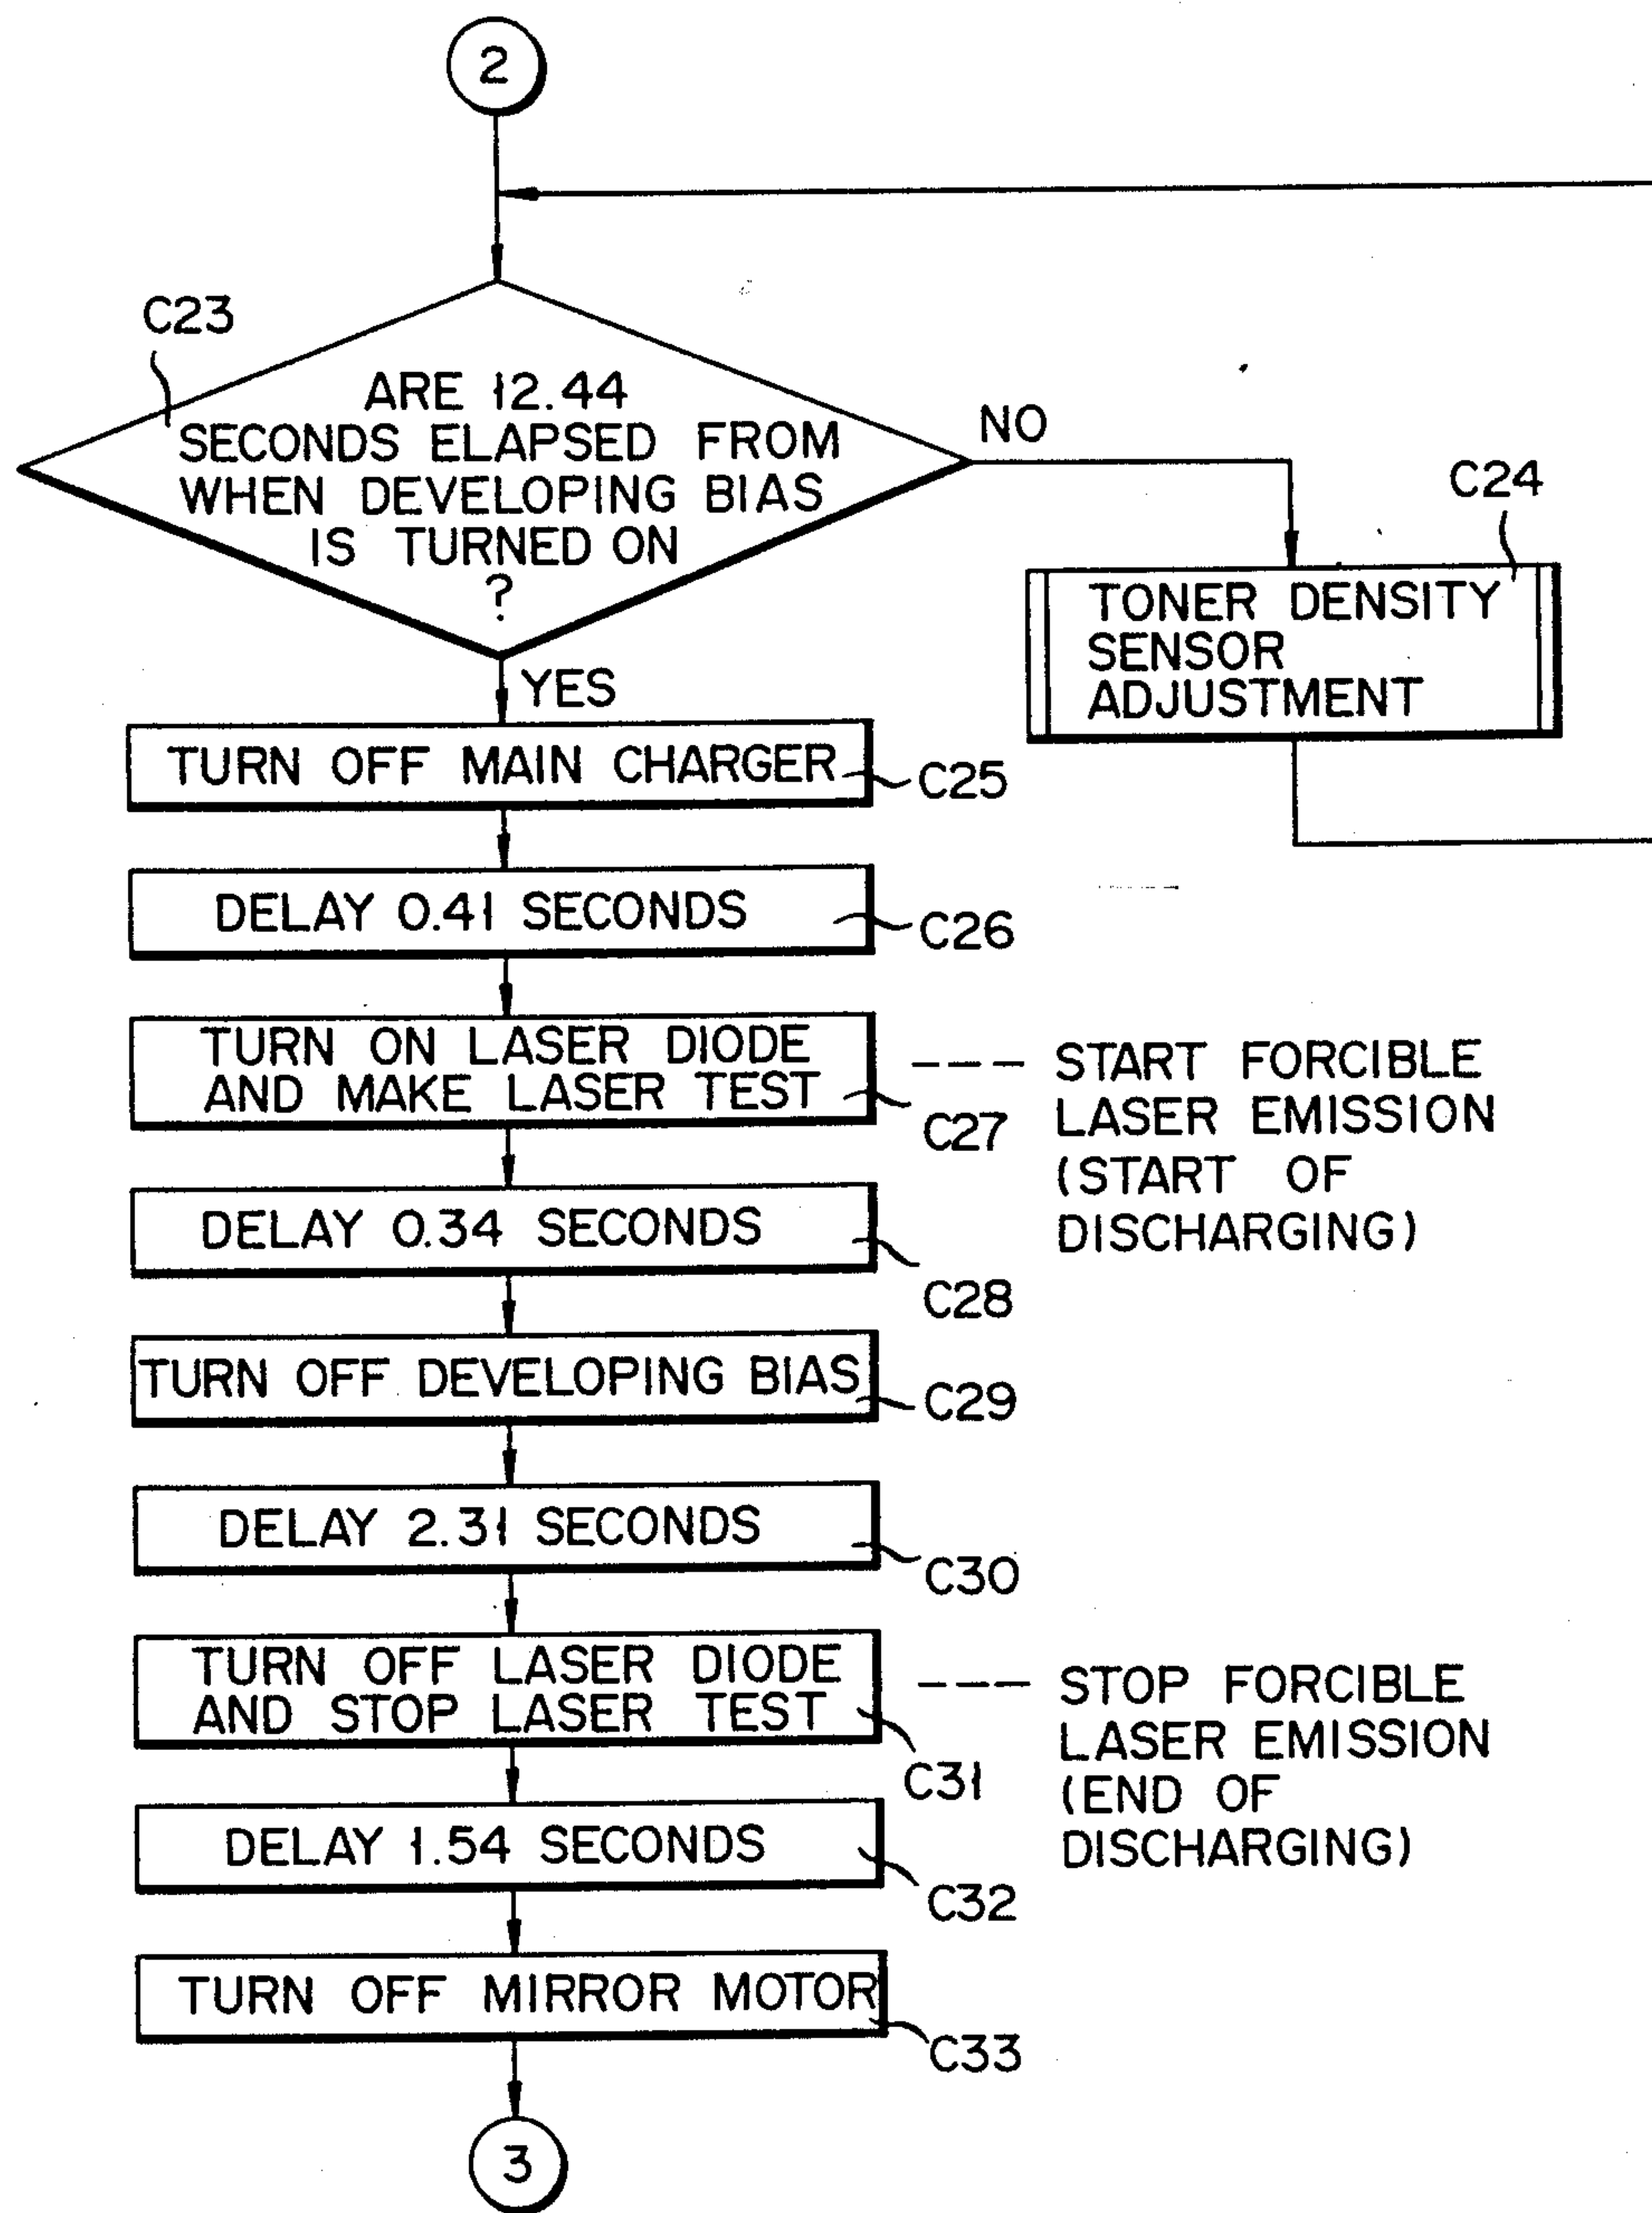 2
C23
ARE 12.44
SECONDS ELAPSED FROM
WHEN DEVELOPING BIAS
IS TURNED ON
?
NO
YES
C24
TONER DENSITY
SENSOR
ADJUSTMENT
TURN OFF MAIN CHARGER
C25
DELAY 0.41 SECONDS
C26
TURN ON LASER DIODE
AND MAKE LASER TEST
C27
START FORCIBLE
LASER EMISSION
(START OF
DISCHARGING)
DELAY 0.34 SECONDS
C28
TURN OFF DEVELOPING BIAS
C29
DELAY 2.31 SECONDS
C30
TURN OFF LASER DIODE
AND STOP LASER TEST
C31
STOP FORCIBLE
LASER EMISSION
(END OF
DISCHARGING)
DELAY 1.54 SECONDS
C32
TURN OFF MIRROR MOTOR
C33
3